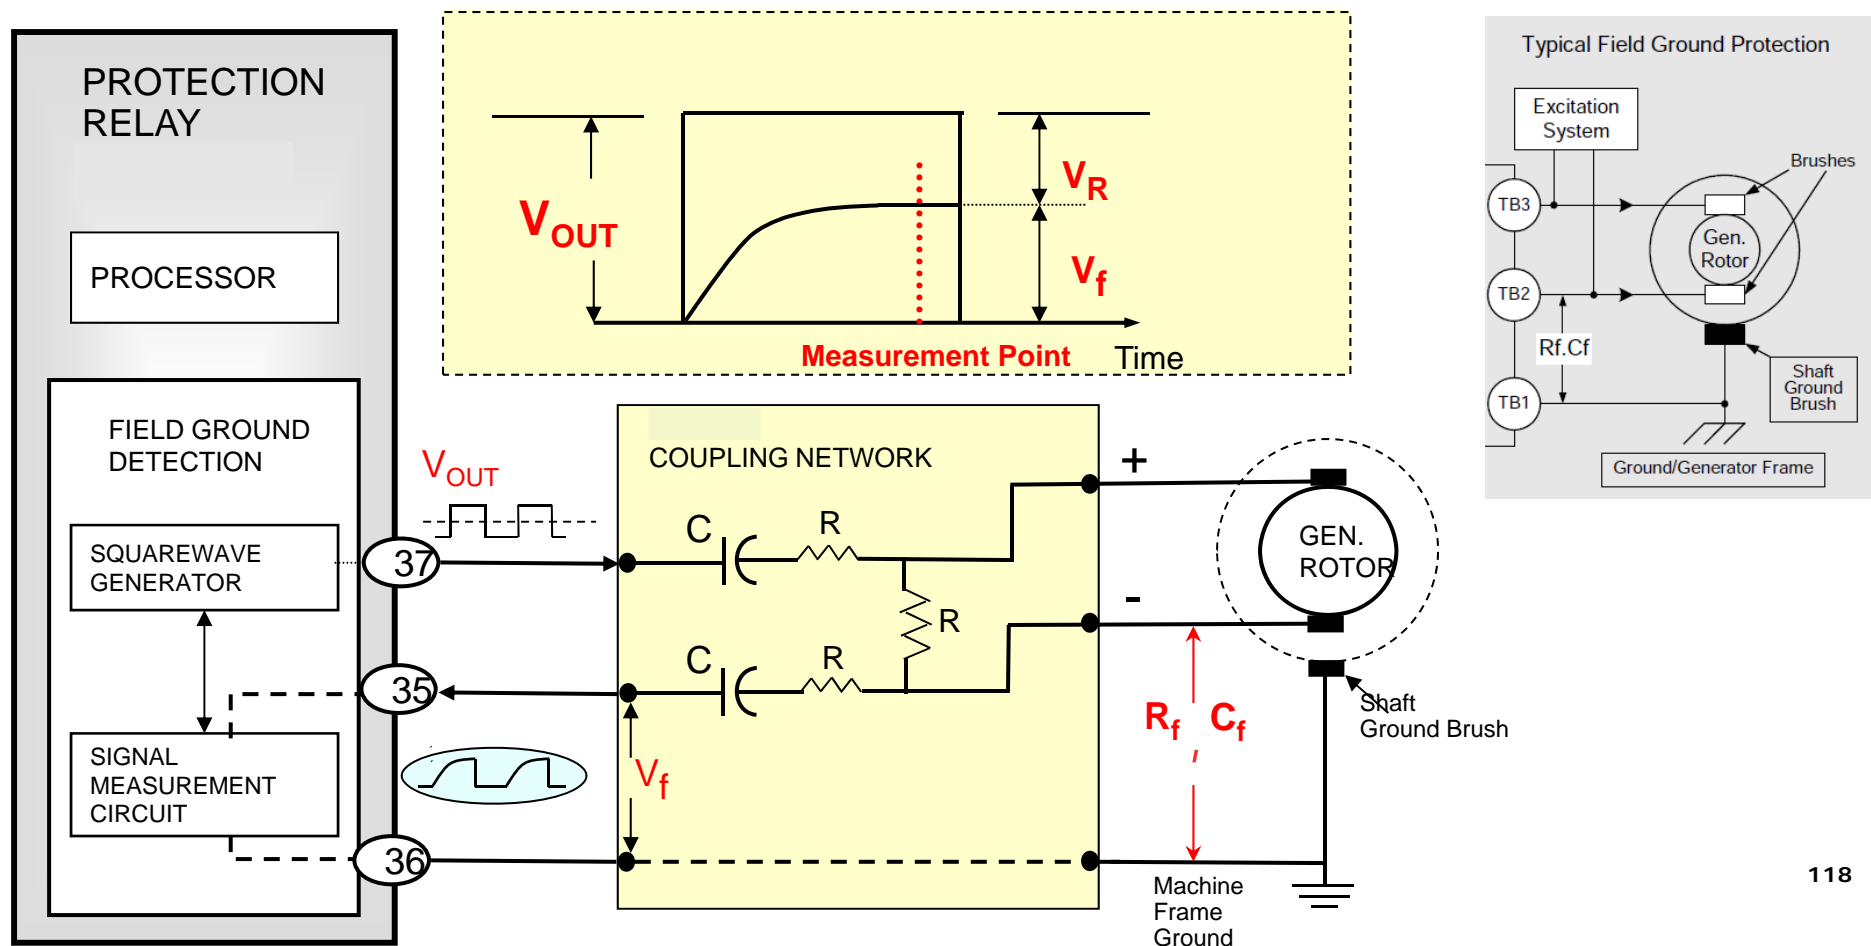 PROTECTION
RELAY
PROCESSOR
FIELD GROUND
DETECTION
SQUAREWAVE
GENERATOR
SIGNAL
MEASUREMENT
CIRCUIT
37
35
36
VOUT
VOUT
VR
Vf
Measurement Point
Time
COUPLING NETWORK
C
R
R
C
R
Vf
+
-
GEN.
ROTOR
Rf , Cf
Shaft
Ground Brush
Machine
Frame
Ground
Typical Field Ground Protection
Excitation
System
Brushes
TB3
Gen.
Rotor
TB2
Rf.Cf
Shaft
Ground
Brush
TB1
Ground/Generator Frame
118